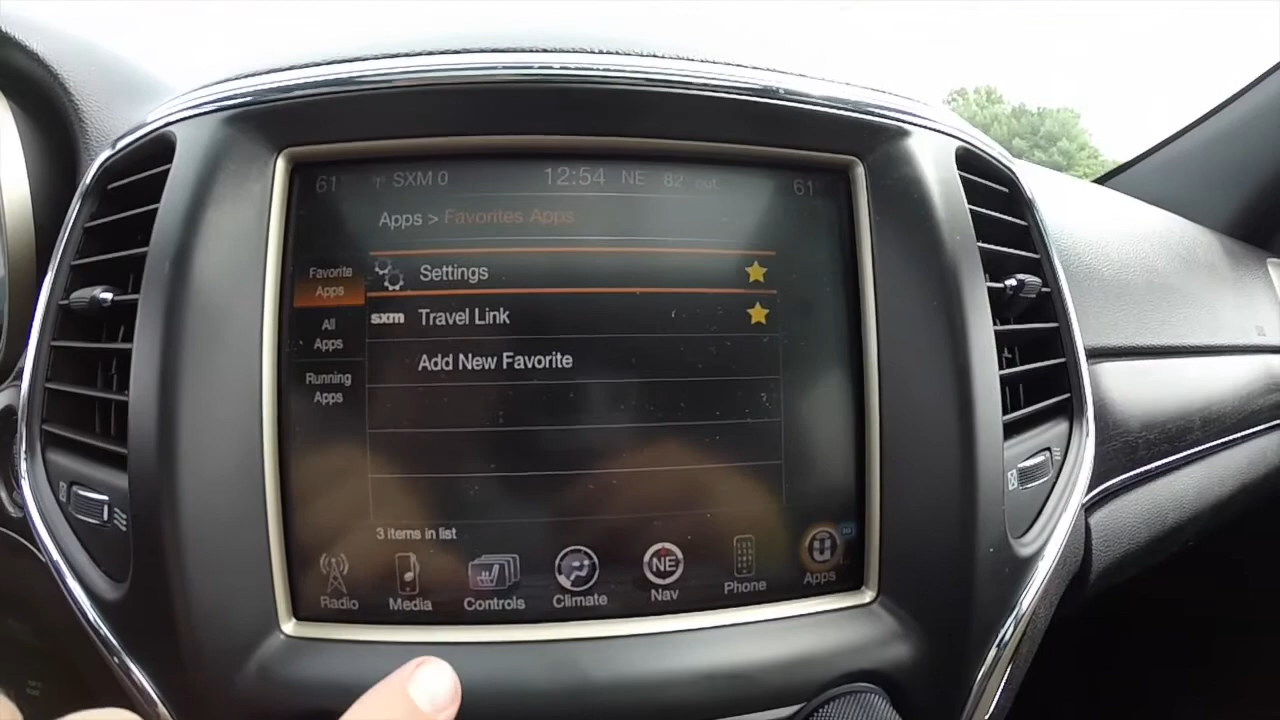 61° SXM 0 12:54 NE 82° out. 61°
Apps > Favorites Apps
Favorite
Apps
Settings
sxm Travel Link
All
Apps
Add New Favorite
Running
Apps
3 items in list
Radio
Media
Controls
Climate
NE
Nav
Phone
U
Apps